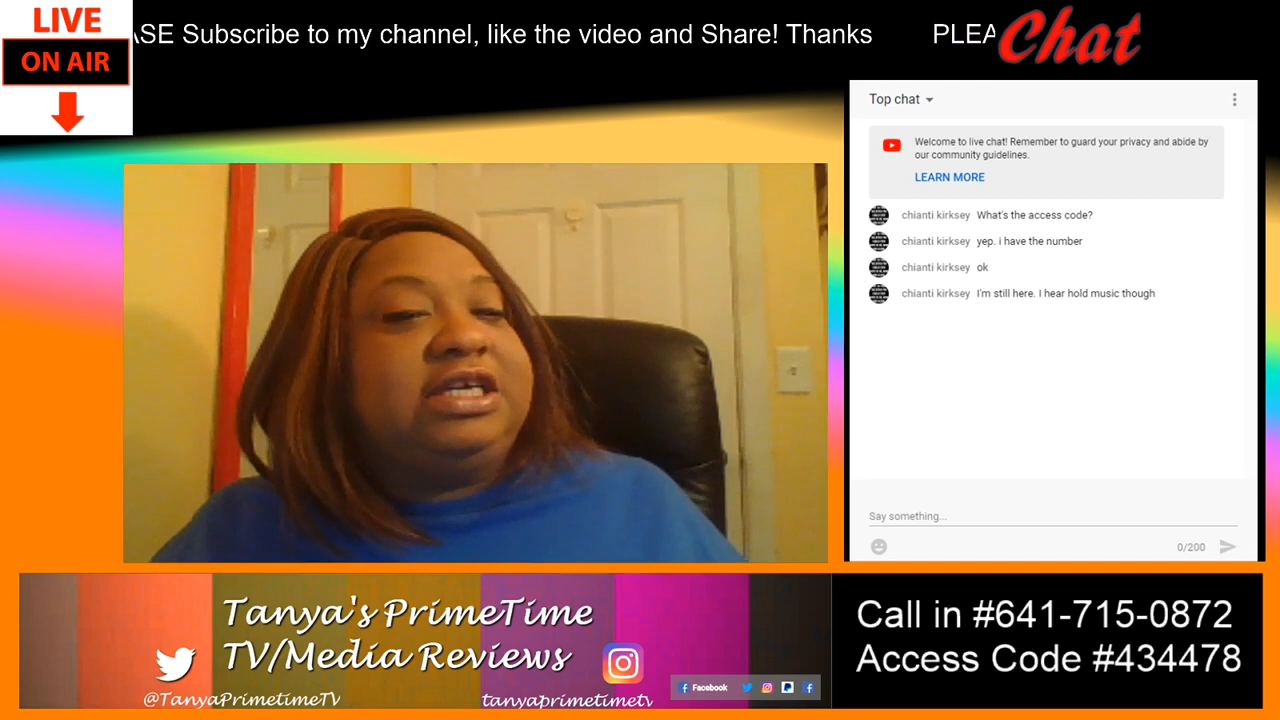 LIVE
ON AIR
ASE Subscribe to my channel, like the video and Share! Thanks
PLEA
Chat
Top chat
Welcome to live chat! Remember to guard your privacy and abide by
our community guidelines.
LEARN MORE
chianti kirksey What's the access code?
chianti kirksey yep. i have the number
chianti kirksey ok
chianti kirksey I'm still here. I hear hold music though
Say something...
0/200
Tanya's PrimeTime
TV/Media Reviews
@TanyaPrimetimeTV
tanyaprimetimetv
Facebook
Call in #641-715-0872
Access Code #434478